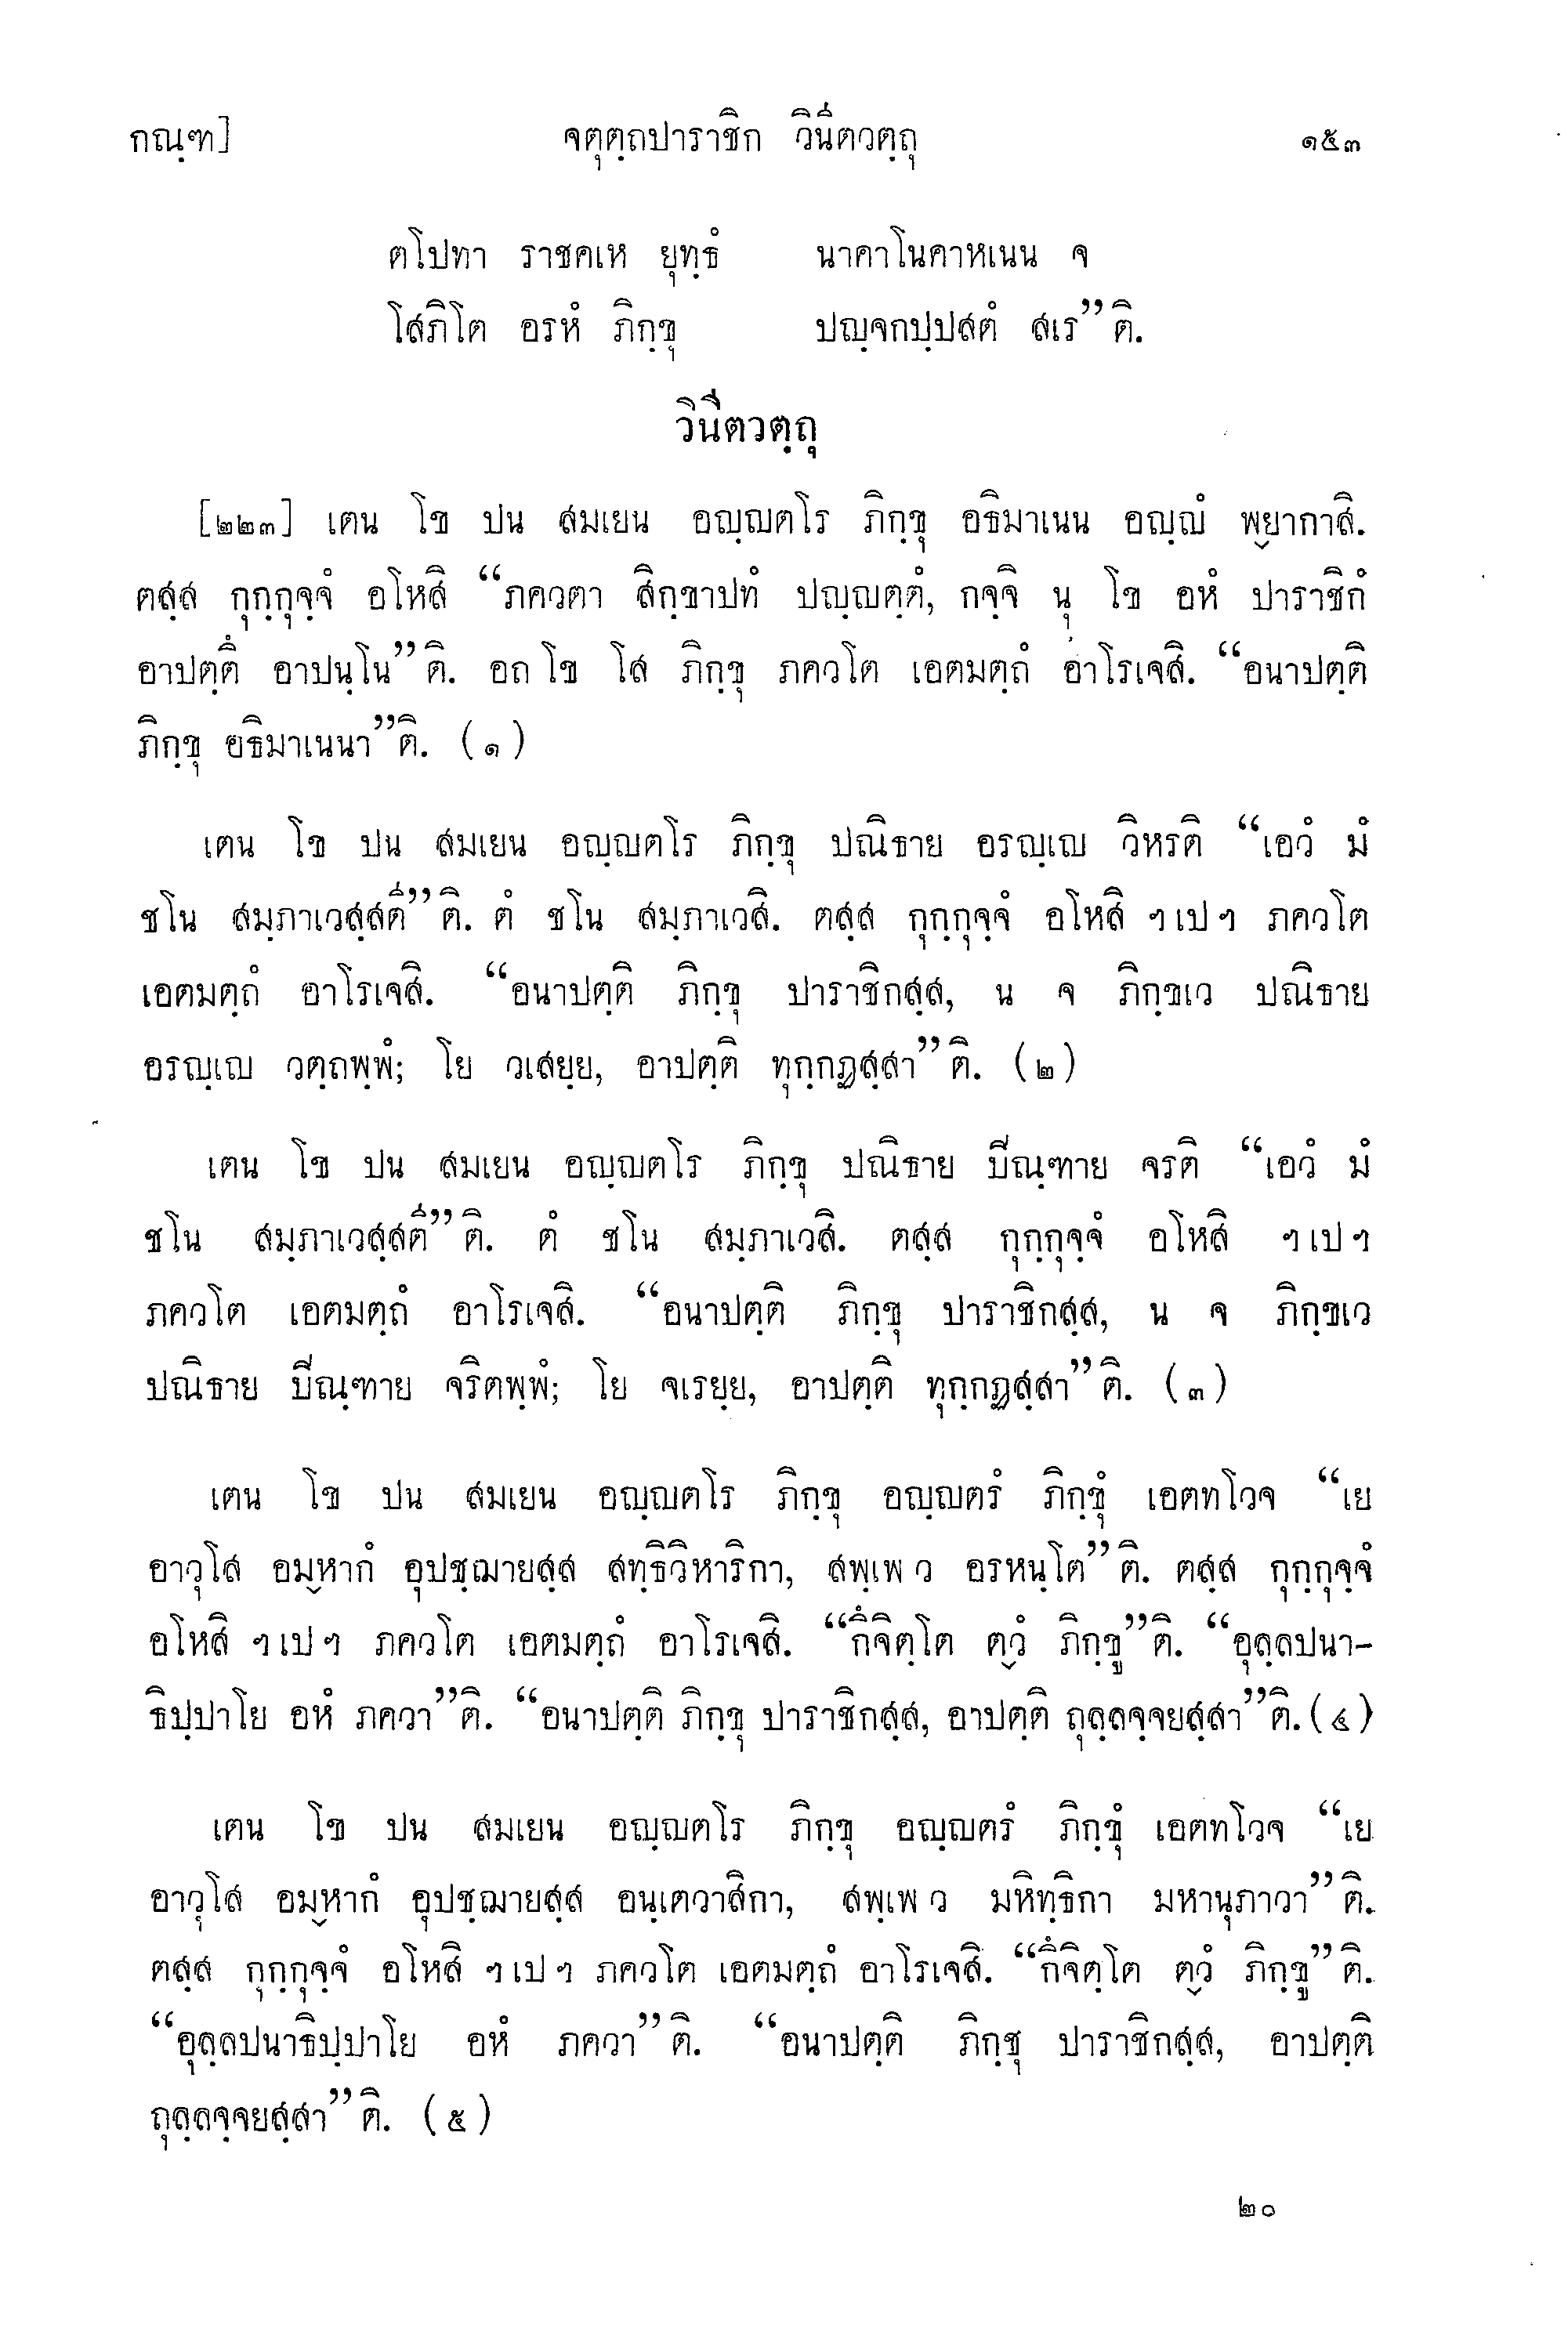 กณฺฑ] จตุตฺถปาราชิก วินีตวตฺถุ ๑๕๓
ตโปทา ราชคเห ยุทฺธํ นาคาโนคาหเนน จ
โสภิโต อรหํ ภิกฺขุ ปญฺจกปฺปสตํ สเร”ติ.
วินีตวตฺถุ
[๒๒๓] เตน โข ปน สมเยน อญฺญตโร ภิกฺขุ อธิมาเนน อญฺญํ พฺยากาสิ.
ตสฺส กุกฺกุจฺจํ อโหสิ “ภควตา สิกฺขาปทํ ปญฺญตฺตํ, กจฺจิ นุ โข อหํ ปาราชิกํ
อาปตฺตึ อาปนฺโน”ติ. อถ โข โส ภิกฺขุ ภควโต เอตมตฺถํ อาโรเจสิ. “อนาปตฺติ
ภิกฺขุ อธิมาเนนา”ติ. (๑)
เตน โข ปน สมเยน อญฺญตโร ภิกฺขุ ปณิธาย อรญฺเญ วิหรติ “เอวํ มํ
ชโน สมฺภาเวสฺสตี”ติ. ตํ ชโน สมฺภาเวสิ. ตสฺส กุกฺกุจฺจํ อโหสิ ฯเปฯ ภควโต
เอตมตฺถํ อาโรเจสิ. “อนาปตฺติ ภิกฺขุ ปาราชิกสฺส, น จ ภิกฺขเว ปณิธาย
อรญฺเญ วตฺถพฺพํ; โย วเสยฺย, อาปตฺติ ทุกฺกฏสฺสา”ติ. (๒)
เตน โข ปน สมเยน อญฺญตโร ภิกฺขุ ปณิธาย ปิณฺฑาย จรติ “เอวํ มํ
ชโน สมฺภาเวสฺสตี”ติ. ตํ ชโน สมฺภาเวสิ. ตสฺส กุกฺกุจฺจํ อโหสิ ฯเปฯ
ภควโต เอตมตฺถํ อาโรเจสิ. “อนาปตฺติ ภิกฺขุ ปาราชิกสฺส, น จ ภิกฺขเว
ปณิธาย ปิณฺฑาย จริตพฺพํ; โย จเรยฺย, อาปตฺติ ทุกฺกฏสฺสา”ติ. (๓)
เตน โข ปน สมเยน อญฺญตโร ภิกฺขุ อญฺญตรํ ภิกฺขุํ เอตทโวจ “เย
อาวุโส อมฺหากํ อุปชฺฌายสฺส สทฺธิวิหาริกา, สพฺเพ ว อรหนฺโต”ติ. ตสฺส กุกฺกุจฺจํ
อโหสิ ฯเปฯ ภควโต เอตมตฺถํ อาโรเจสิ. “กึจิตฺโต ตฺวํ ภิกฺขู”ติ. “อุลฺลปนา-
ธิปฺปาโย อหํ ภควา”ติ. “อนาปตฺติ ภิกฺขุ ปาราชิกสฺส, อาปตฺติ ถุลฺลจฺจยสฺสา”ติ.(๔)
เตน โข ปน สมเยน อญฺญตโร ภิกฺขุ อญฺญตรํ ภิกฺขุํ เอตทโวจ “เย
อาวุโส อมฺหากํ อุปชฺฌายสฺส อนฺเตวาสิกา, สพฺเพ ว มหิทฺธิกา มหานุภาวา”ติ.
ตสฺส กุกฺกุจฺจํ อโหสิ ฯเปฯ ภควโต เอตมตฺถํ อาโรเจสิ. “กึจิตฺโต ตฺวํ ภิกฺขู”ติ.
“อุลฺลปนาธิปฺปาโย อหํ ภควา”ติ. “อนาปตฺติ ภิกฺขุ ปาราชิกสฺส, อาปตฺติ
ถุลฺลจฺจยสฺสา”ติ. (๕)
๒๐